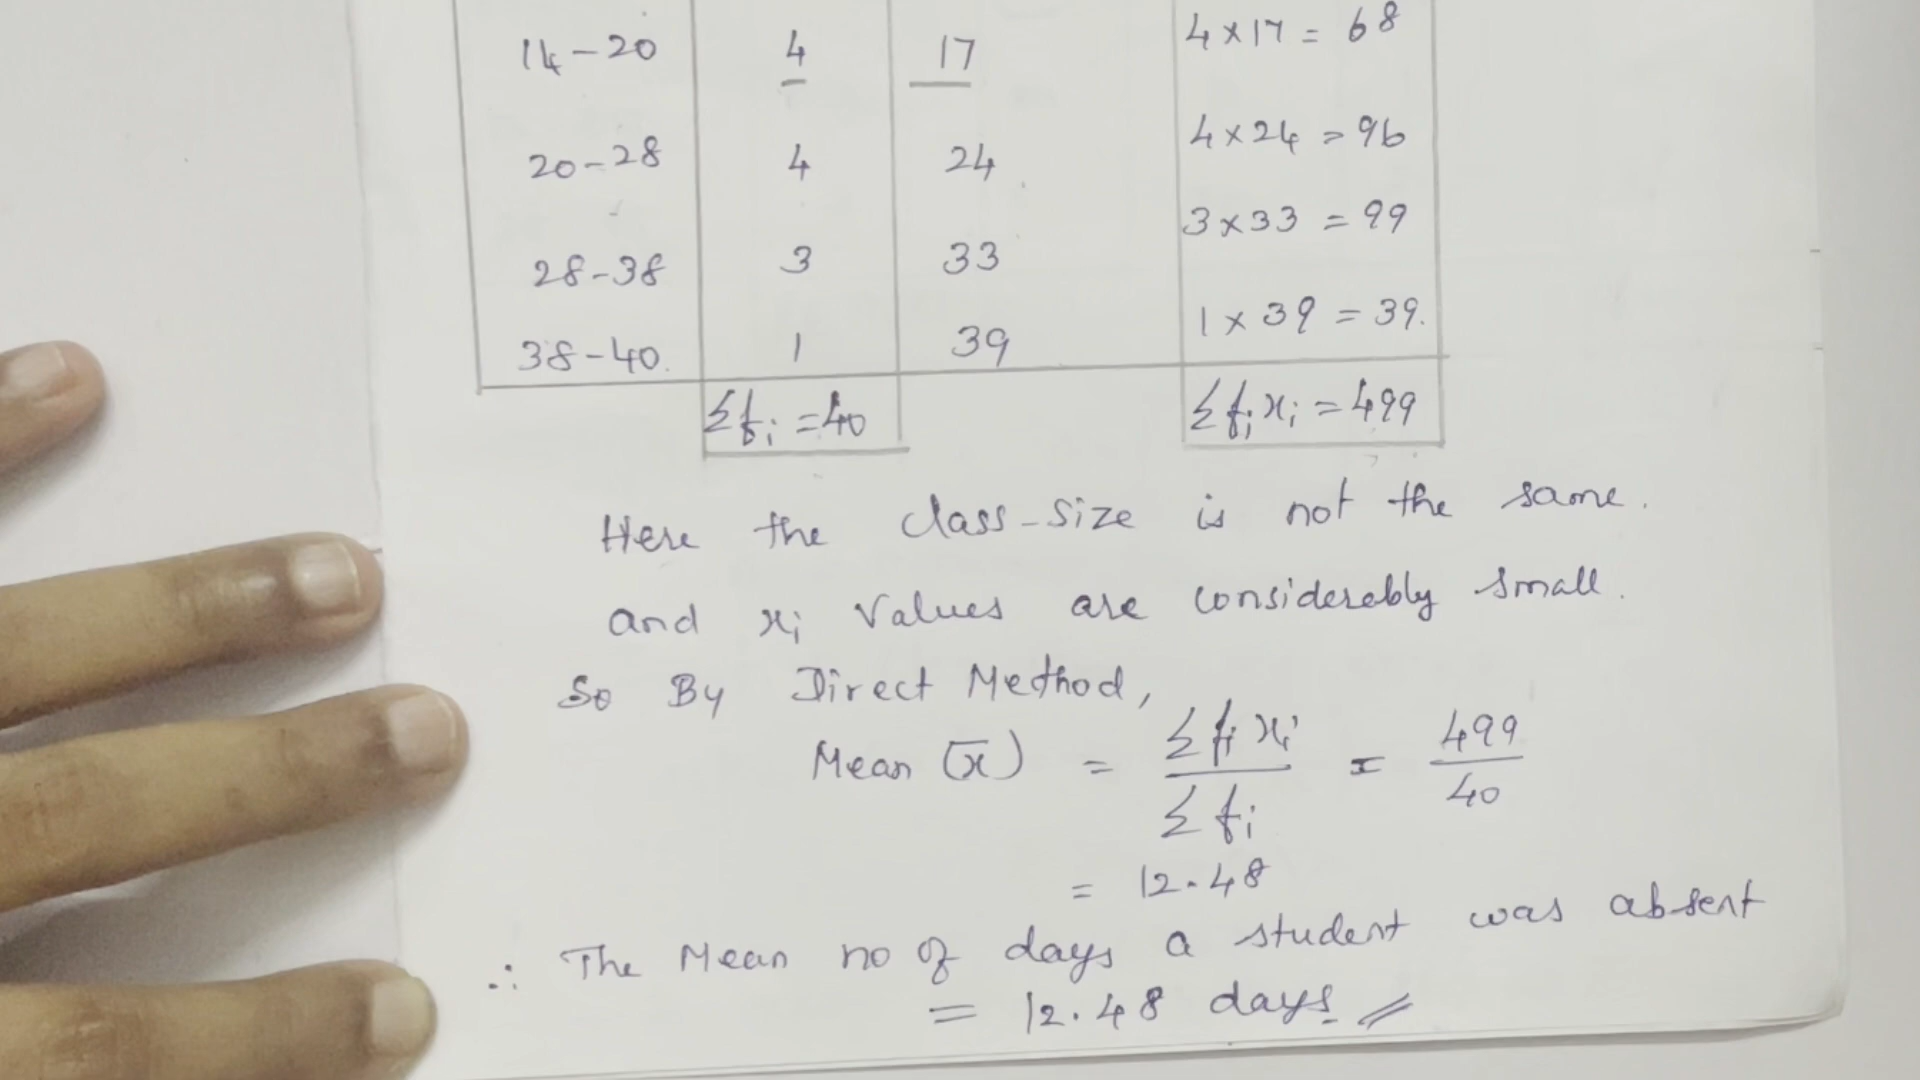 14-20 4 17 4×17 = 68
20-28 4 24 4×24 = 96
28-38 3 33 3×33 = 99
38-40. 1 39 1×39 = 39.
Σfi = 40 Σfixi = 499
Here the class-size is not the same.
and xi values are considerably small.
So By Direct Method,
Mean (x̄) = Σfixi / Σfi = 499 / 40
= 12.48
∴ The Mean no of days a student was absent
= 12.48 days. //